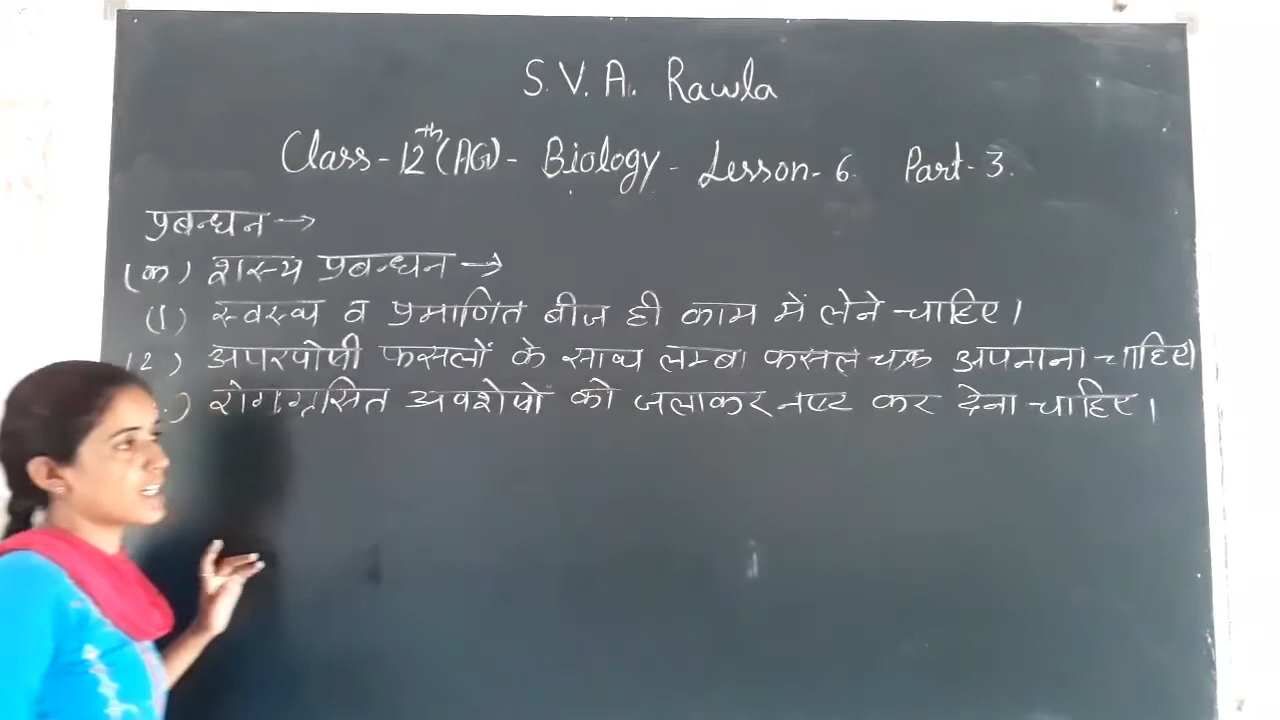 S.V.A. Rawla
Class-12th (AG)- Biology - Lesson-6 Part-3.
प्रबन्धन →
(क) शस्य प्रबन्धन →
(1) स्वस्थ व प्रमाणित बीज ही काम में लेने चाहिए।
(2) अपरपोषी फसलों के साथ लम्बा फसल चक्र अपनाना चाहिए।
रोगग्रसित अवशेषों को जलाकर नष्ट कर देना चाहिए।